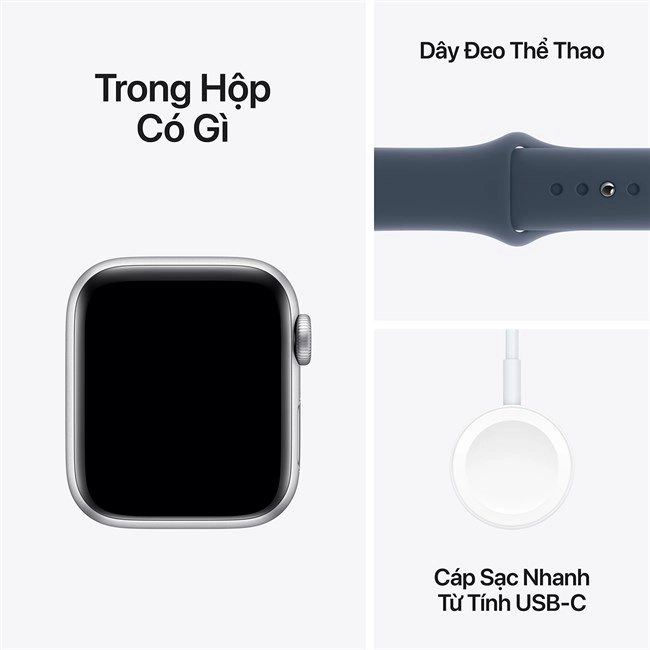 Trong Hộp
Có Gì
Dây Đeo Thể Thao
Cáp Sạc Nhanh
Từ Tính USB-C